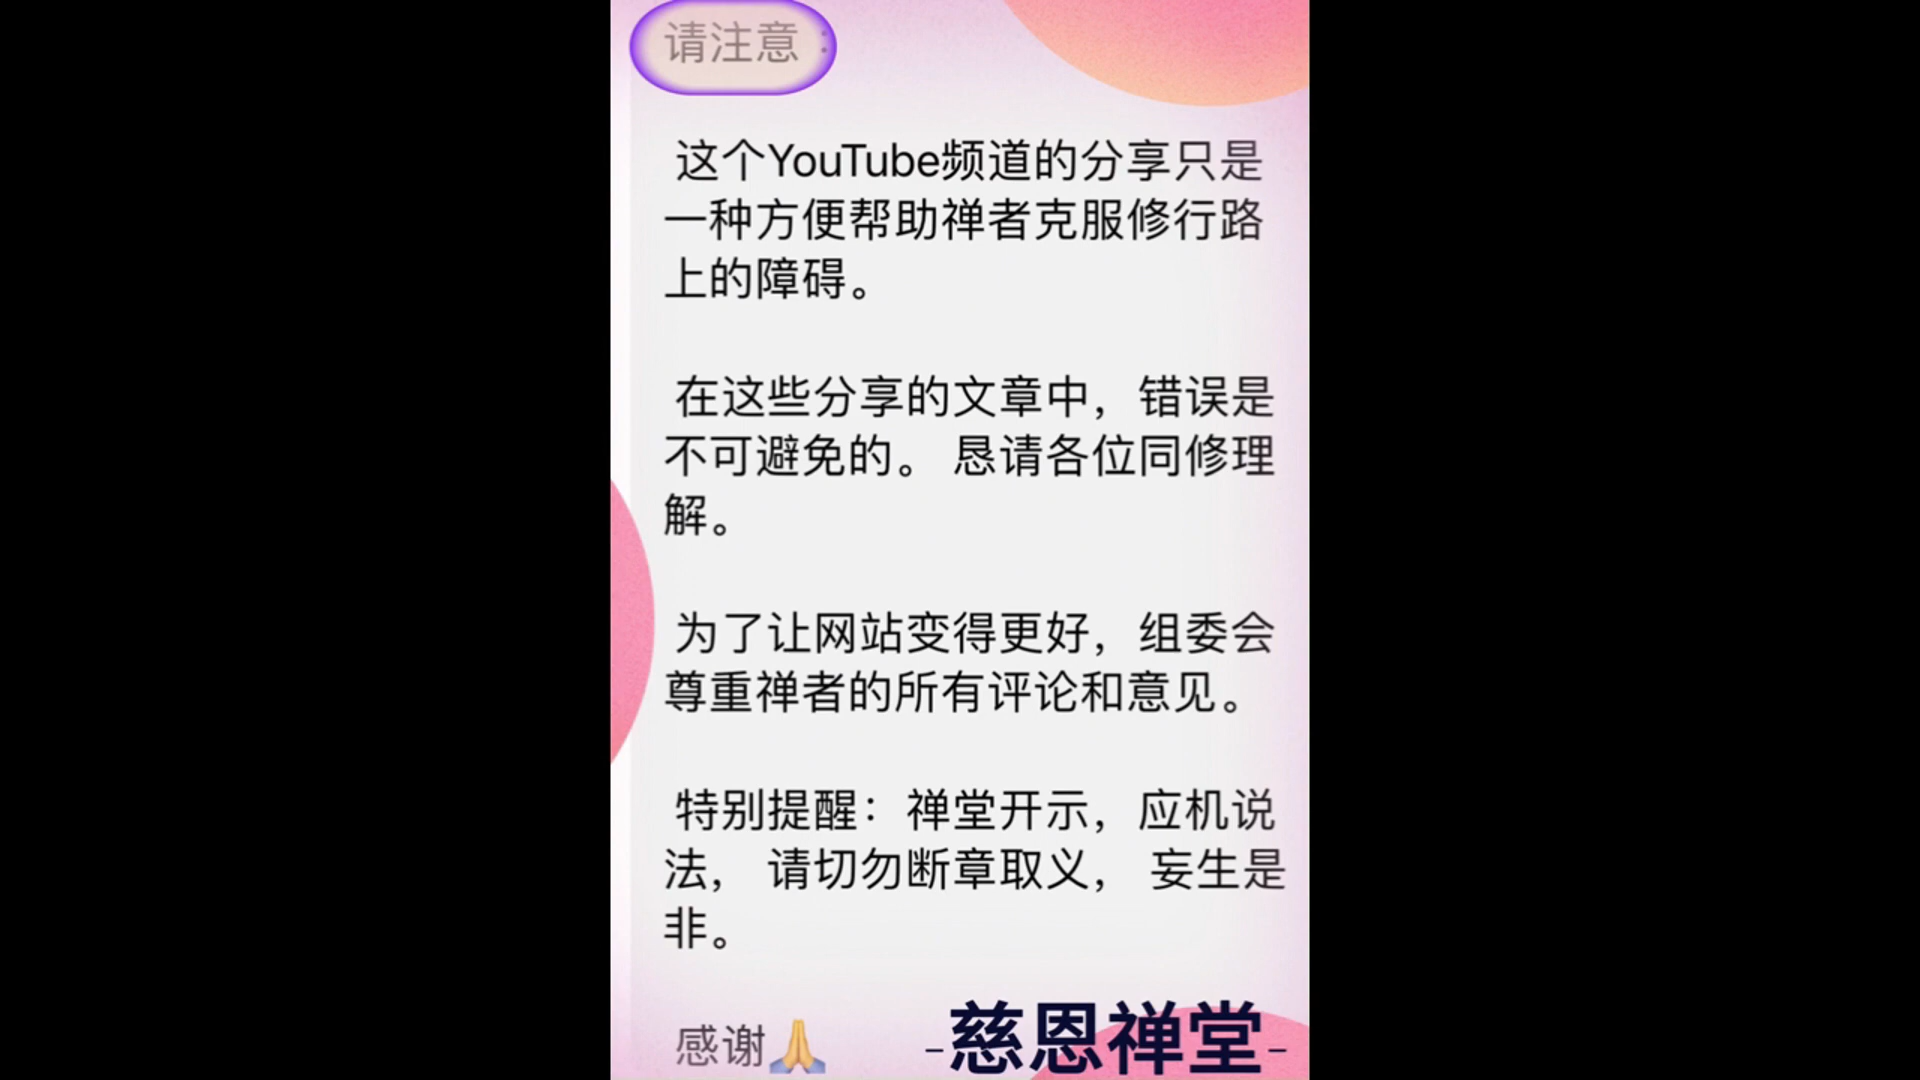 请注意：
这个YouTube频道的分享只是
一种方便帮助禅者克服修行路
上的障碍。
在这些分享的文章中，错误是
不可避免的。 恳请各位同修理
解。
为了让网站变得更好，组委会
尊重禅者的所有评论和意见。
特别提醒：禅堂开示，应机说
法， 请切勿断章取义， 妄生是
非。
感谢🙏
-慈恩禅堂-